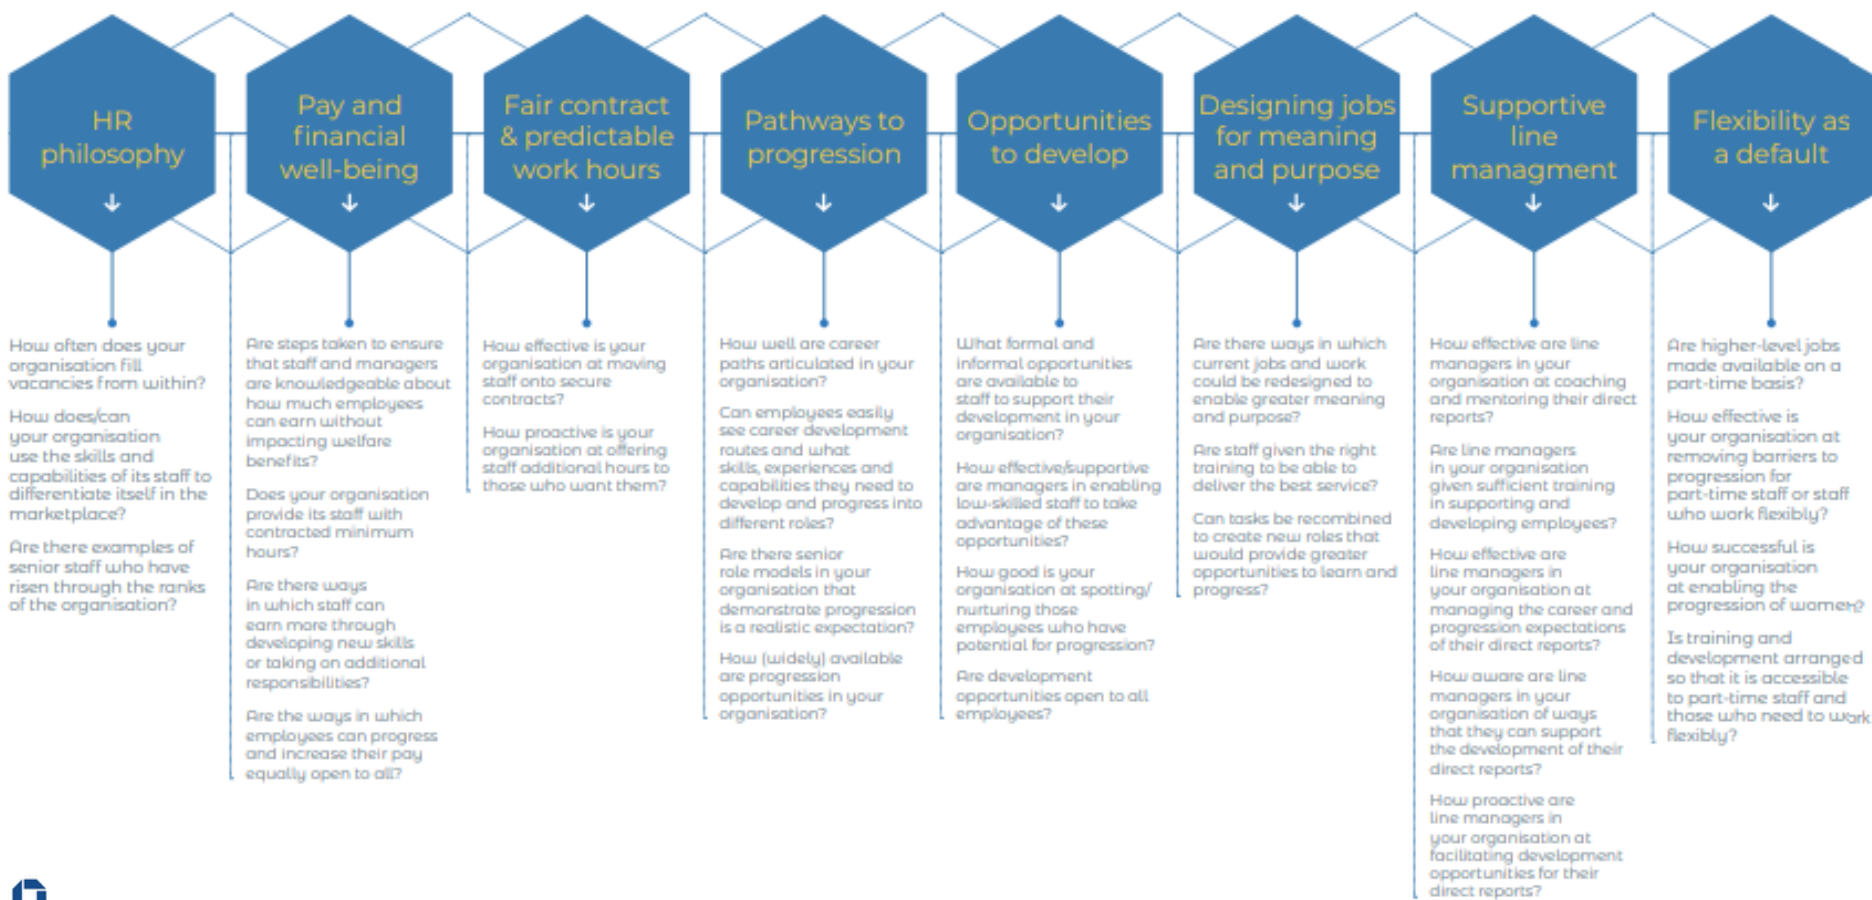 HR
philosophy
How often does your
organisation fill
vacancies from within?
How does/can
your organisation
use the skills and
capabilities of its staff to
differentiate itself in the
marketplace?
Are there examples of
senior staff who have
risen through the ranks
of the organisation?
Pay and
financial
well-being
Are steps taken to ensure
that staff and managers
are knowledgeable about
how much employees
can earn without
impacting welfare
benefits?
Does your organisation
provide its staff with
contracted minimum
hours?
Are there ways
in which staff can
earn more through
developing new skills
or taking on additional
responsibilities?
Are the ways in which
employees can progress
and increase their pay
equally open to all?
Fair contract
& predictable
work hours
How effective is your
organisation at moving
staff onto secure
contracts?
How proactive is your
organisation at offering
staff additional hours to
those who want them?
Pathways to
progression
How well are career
paths articulated in your
organisation?
Can employees easily
see career development
routes and what
skills, experiences and
capabilities they need to
develop and progress into
different roles?
Are there senior
role models in your
organisation that
demonstrate progression
is a realistic expectation?
How (widely) available
are progression
opportunities in your
organisation?
Opportunities
to develop
What formal and
informal opportunities
are available to
staff to support their
development in your
organisation?
How effective/supportive
are managers in enabling
low-skilled staff to take
advantage of these
opportunities?
How good is your
organisation at spotting/
nurturing those
employees who have
potential for progression?
Are development
opportunities open to all
employees?
Designing jobs
for meaning
and purpose
Are there ways in which
current jobs and work
could be redesigned to
enable greater meaning
and purpose?
Are staff given the right
training to be able to
deliver the best service?
Can tasks be recombined
to create new roles that
would provide greater
opportunities to learn and
progress?
Supportive
line
managment
How effective are line
managers in your
organisation at coaching
and mentoring their direct
reports?
Are line managers
in your organisation
given sufficient training
in supporting and
developing employees?
How effective are
line managers in
your organisation at
managing the career and
progression expectations
of their direct reports?
How aware are line
managers in your
organisation of ways
that they can support
the development of their
direct reports?
How proactive are
line managers in
your organisation at
facilitating development
opportunities for their
direct reports?
Flexibility as
a default
Are higher-level jobs
made available on a
part-time basis?
How effective is
your organisation at
removing barriers to
progression for
part-time staff or staff
who work flexibly?
How successful is
your organisation
at enabling the
progression of women?
Is training and
development arranged
so that it is accessible
to part-time staff and
those who need to work
flexibly?